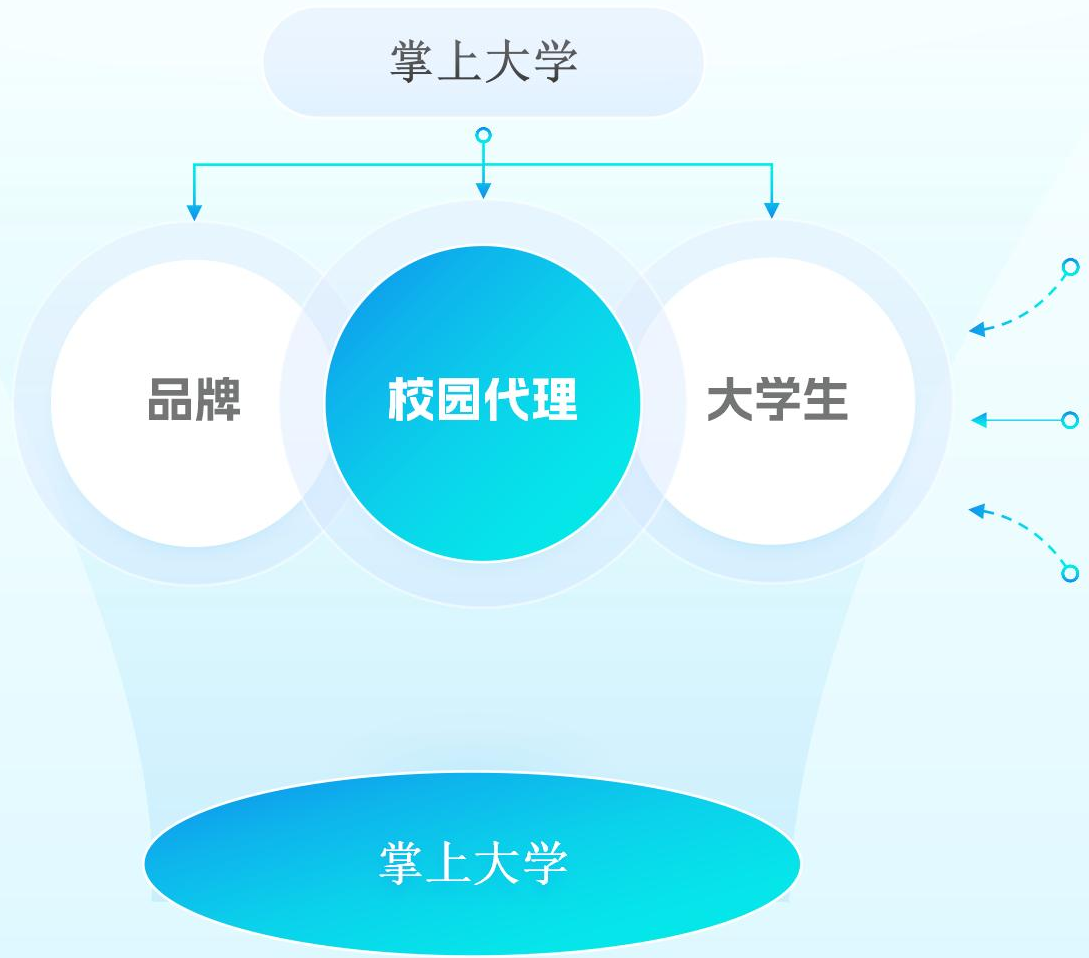 掌上大学
品牌
校园代理
大学生
掌上大学